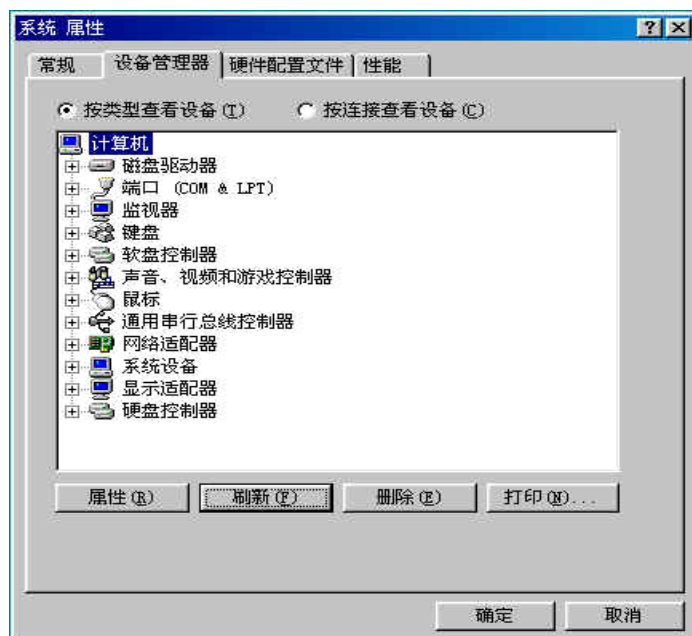 系统 属性
常规 设备管理器 硬件配置文件 性能
按类型查看设备(T) 按连接查看设备(C)
计算机
磁盘驱动器
端口 (COM & LPT)
监视器
键盘
软盘控制器
声音、视频和游戏控制器
鼠标
通用串行总线控制器
网络适配器
系统设备
显示适配器
硬盘控制器
属性(R) 刷新(F) 删除(E) 打印(N)...
确定 取消